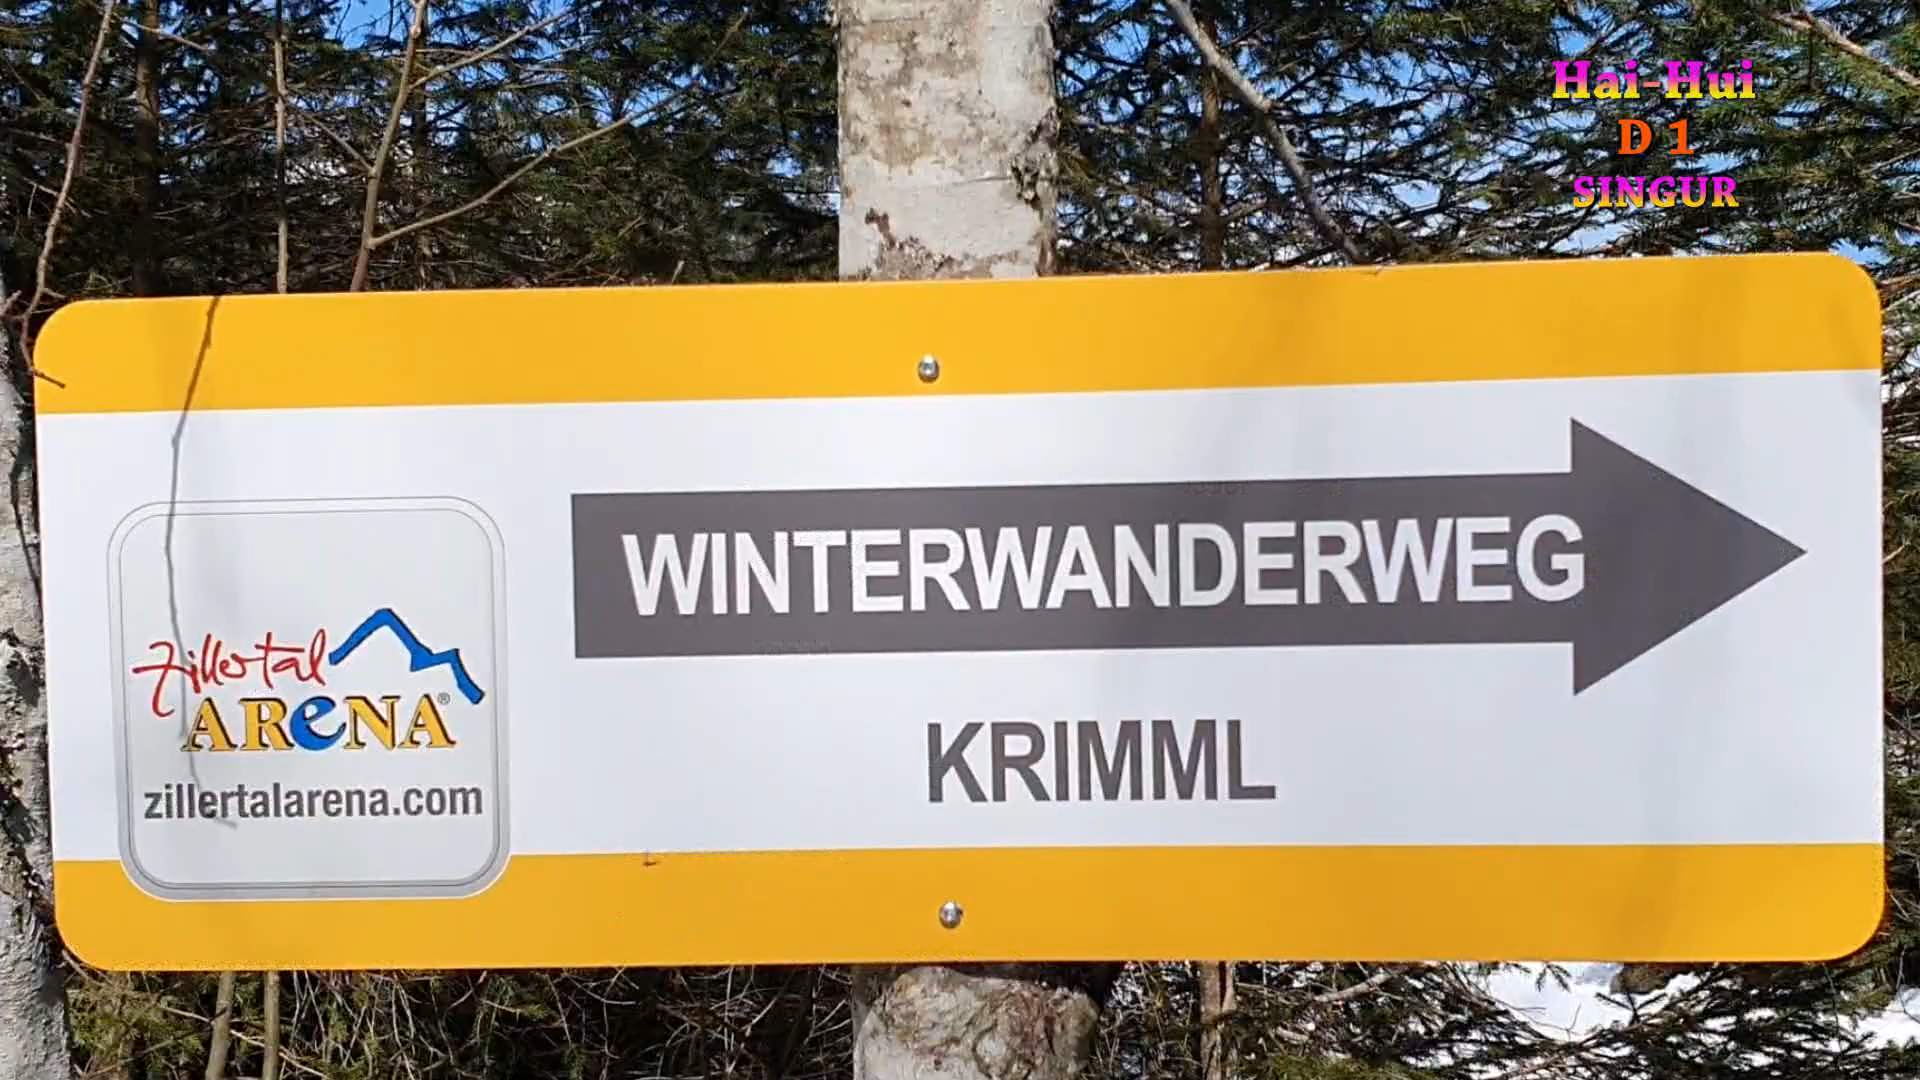 Hai-Hui
D 1
SINGUR
WINTERWANDERWEG
KRIMML
Zillertal
ARENA®
zillertalarena.com